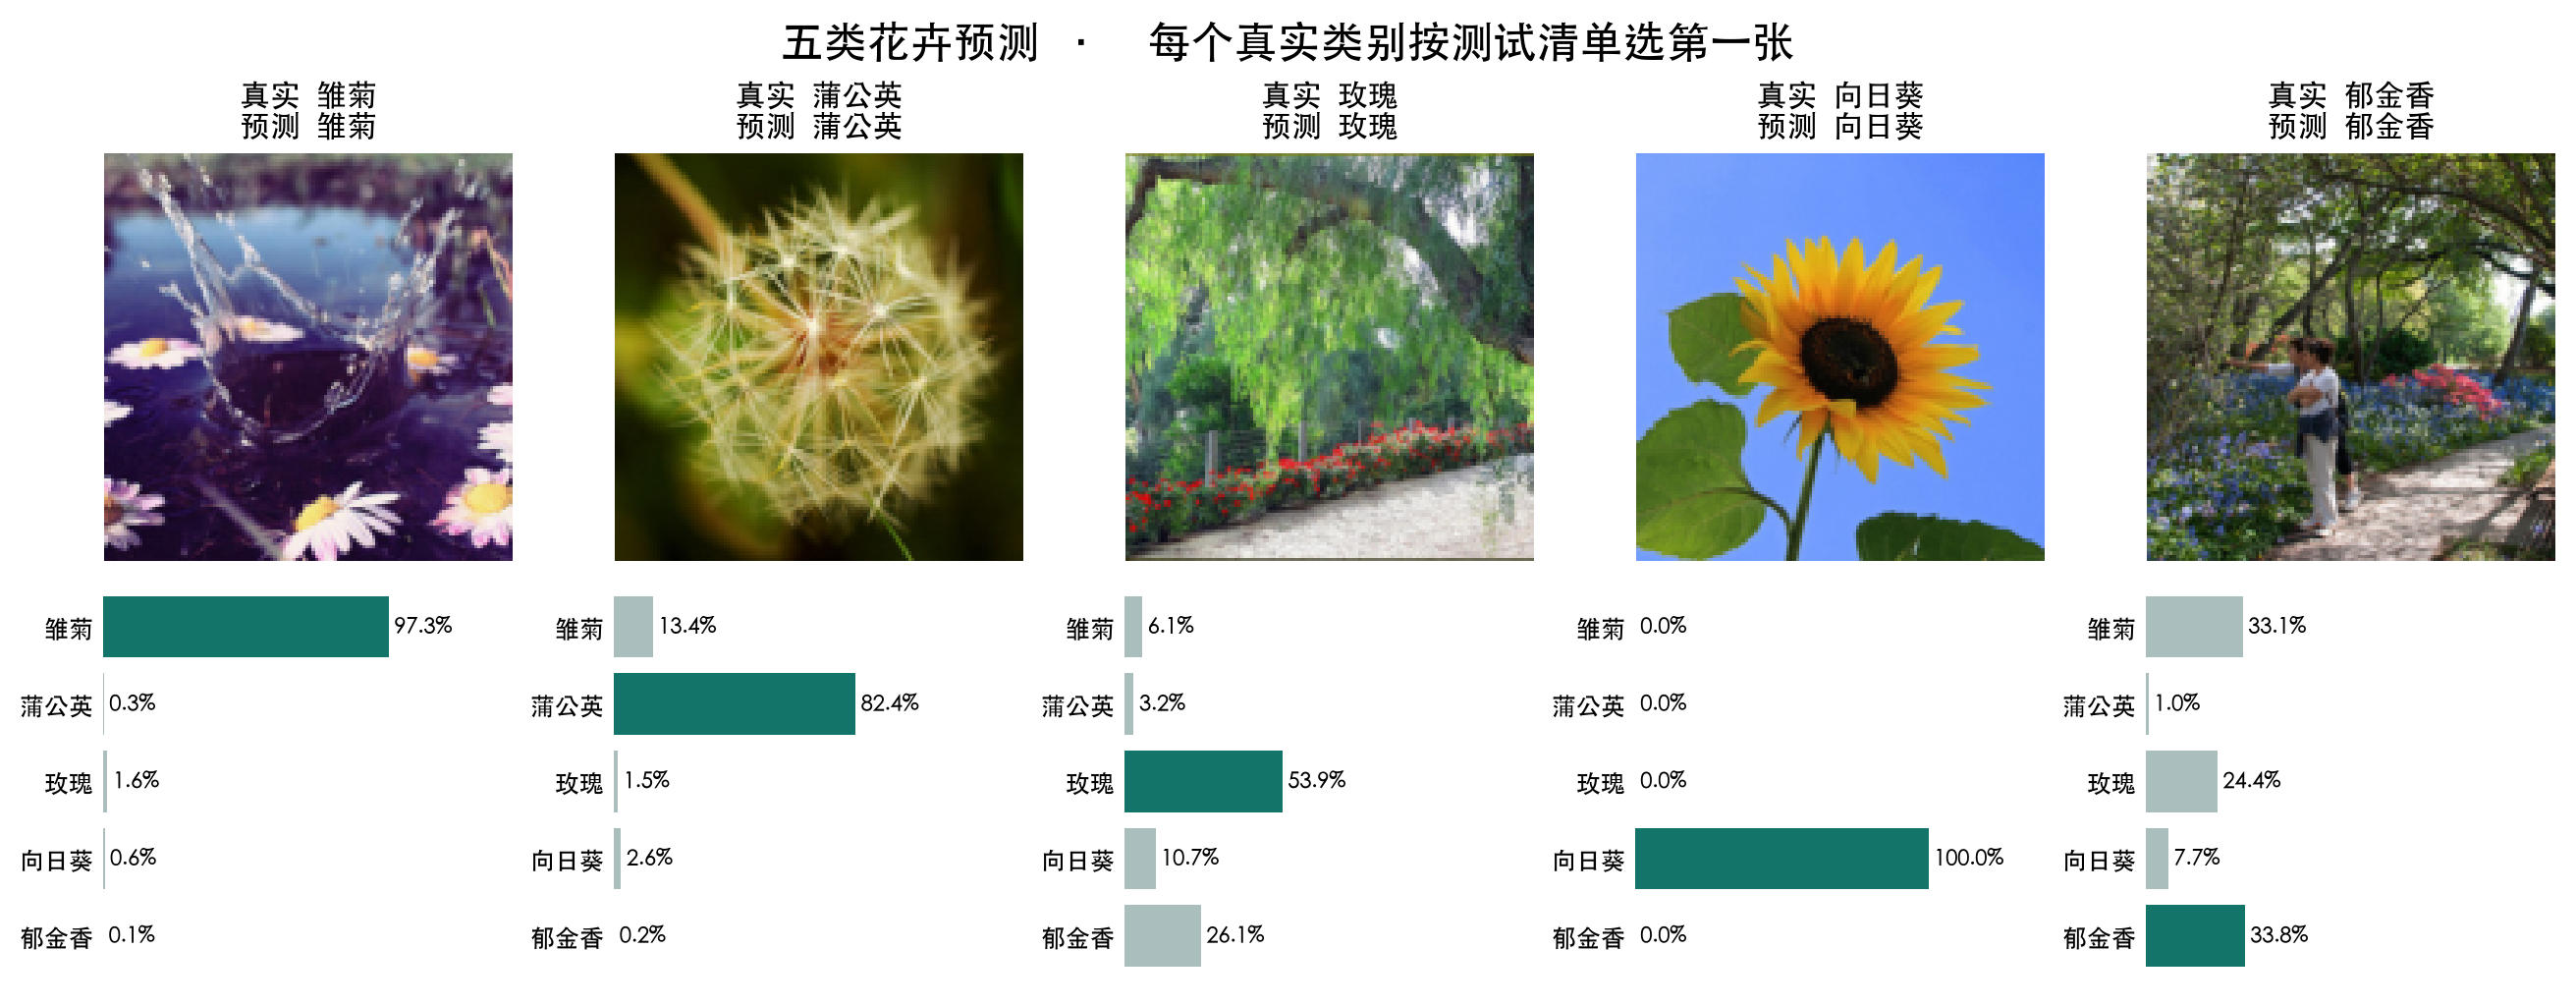 五类花卉预测 · 每个真实类别按测试清单选第一张
真实 雏菊
预测 雏菊
真实 蒲公英
预测 蒲公英
真实 玫瑰
预测 玫瑰
真实 向日葵
预测 向日葵
真实 郁金香
预测 郁金香
雏菊 97.3%
蒲公英 0.3%
玫瑰 1.6%
向日葵 0.6%
郁金香 0.1%
雏菊 13.4%
蒲公英 82.4%
玫瑰 1.5%
向日葵 2.6%
郁金香 0.2%
雏菊 6.1%
蒲公英 3.2%
玫瑰 53.9%
向日葵 10.7%
郁金香 26.1%
雏菊 0.0%
蒲公英 0.0%
玫瑰 0.0%
向日葵 100.0%
郁金香 0.0%
雏菊 33.1%
蒲公英 1.0%
玫瑰 24.4%
向日葵 7.7%
郁金香 33.8%